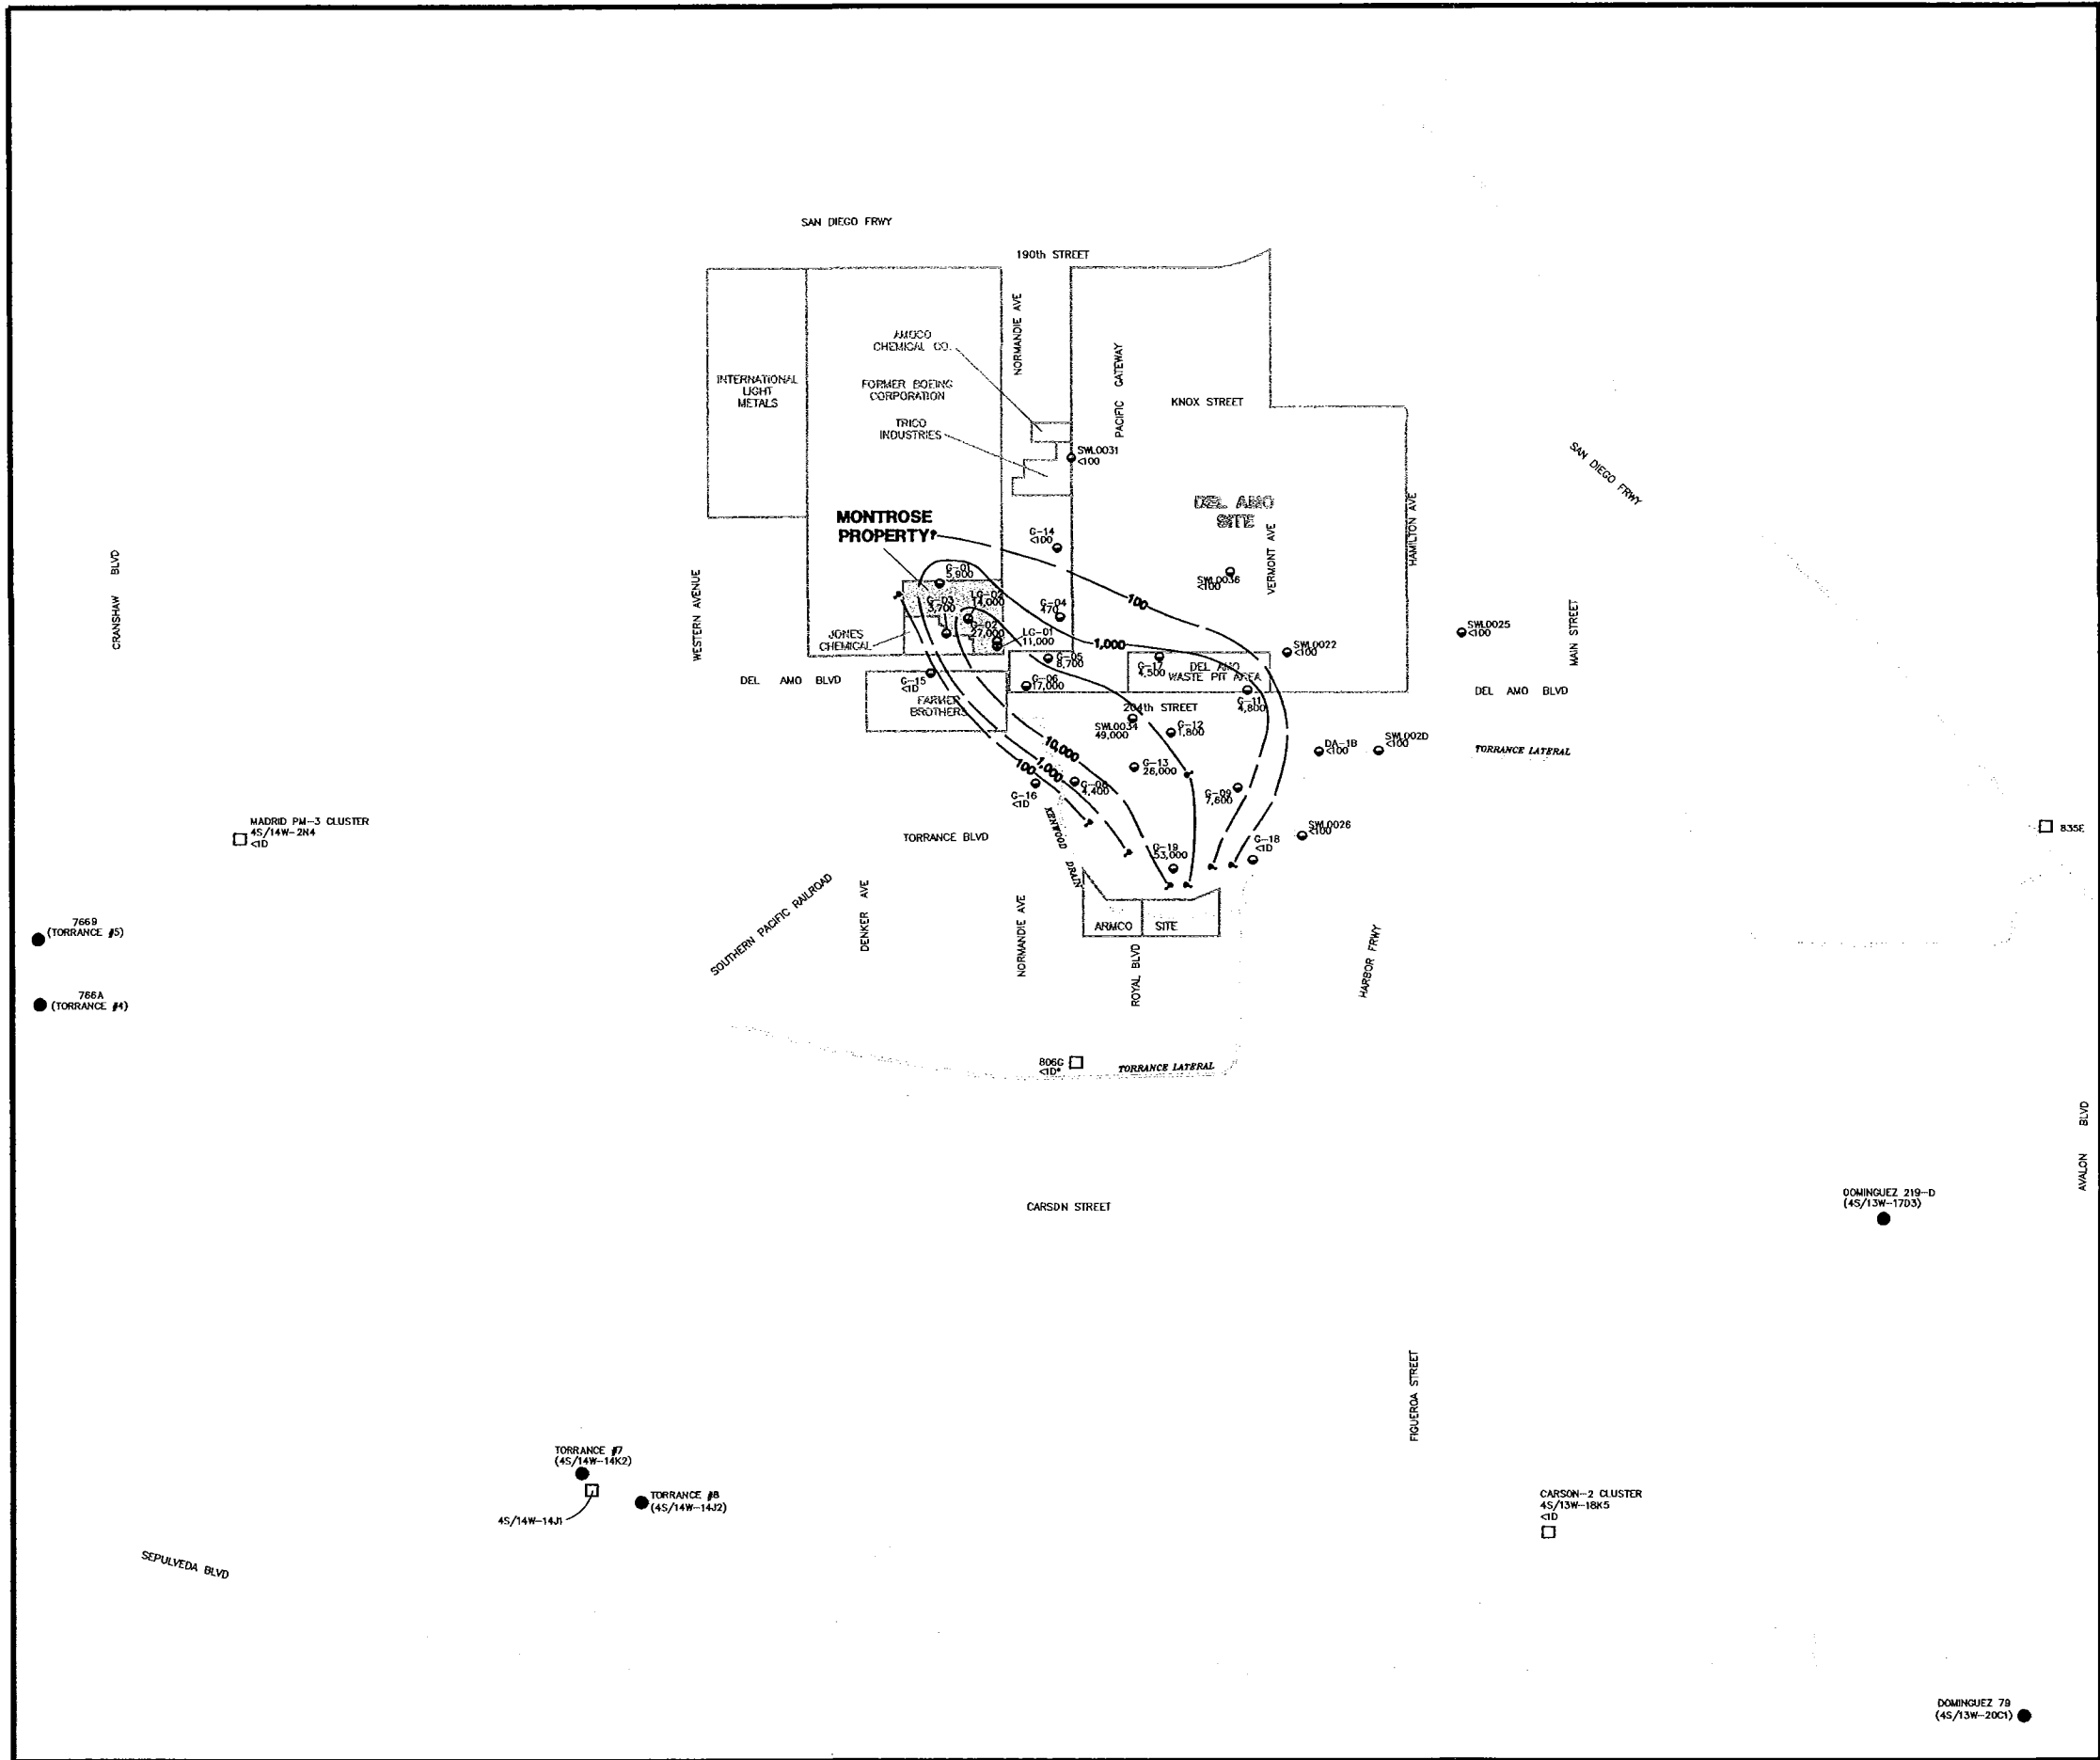 SAN DIEGO FRWY
190th STREET
NORMANDIE AVE
AMOCO
CHEMICAL CO.
PACIFIC GATEWAY
INTERNATIONAL
LIGHT
METALS
FORMER BOEING
CORPORATION
KNOX STREET
TRICO
INDUSTRIES
SWL0031
<100
SAN DIEGO FRWY
DEL AMO
SITE
MONTROSE
PROPERTY
?
G-14
<100
VERMONT AVE
HAMILTON AVE
CRANSHAW BLVD
WESTERN AVENUE
G-01
5,900
SWL0036
<100
G-03
3,700
LG-02
14,000
G-04
470
100
G-02
27,000
LG-01
11,000
1,000
SWL0025
<100
MAIN STREET
JONES
CHEMICAL
SWL0022
<100
G-05
8,700
G-17
4,500
DEL AMO
WASTE PIT AREA
DEL AMO BLVD
G-15
<1D
G-06
17,000
DEL AMO BLVD
FARMER
BROTHERS
204th STREET
G-11
4,800
SWL0034
49,000
G-12
1,800
DA-1B
<100
SWL002D
<100
TORRANCE LATERAL
10,000
1,000
100
G-13
26,000
G-08
4,400
G-16
<1D
G-09
7,600
MADRID PM-3 CLUSTER
4S/14W-2N4
<1D
TORRANCE BLVD
KENWOOD DRAIN
SWL0026
<100
835E
G-19
53,000
G-18
<1D
SOUTHERN PACIFIC RAILROAD
DENKER AVE
NORMANDIE AVE
ARMCO SITE
ROYAL BLVD
HARBOR FRWY
766B
(TORRANCE #5)
766A
(TORRANCE #4)
806G
<1D*
TORRANCE LATERAL
AVALON BLVD
CARSON STREET
DOMINGUEZ 219-D
(4S/13W-17D3)
FIGUEROA STREET
TORRANCE #7
(4S/14W-14K2)
TORRANCE #8
(4S/14W-14J2)
4S/14W-14J1
CARSON-2 CLUSTER
4S/13W-18K5
<1D
SEPULVEDA BLVD
DOMINGUEZ 79
(4S/13W-20C1)